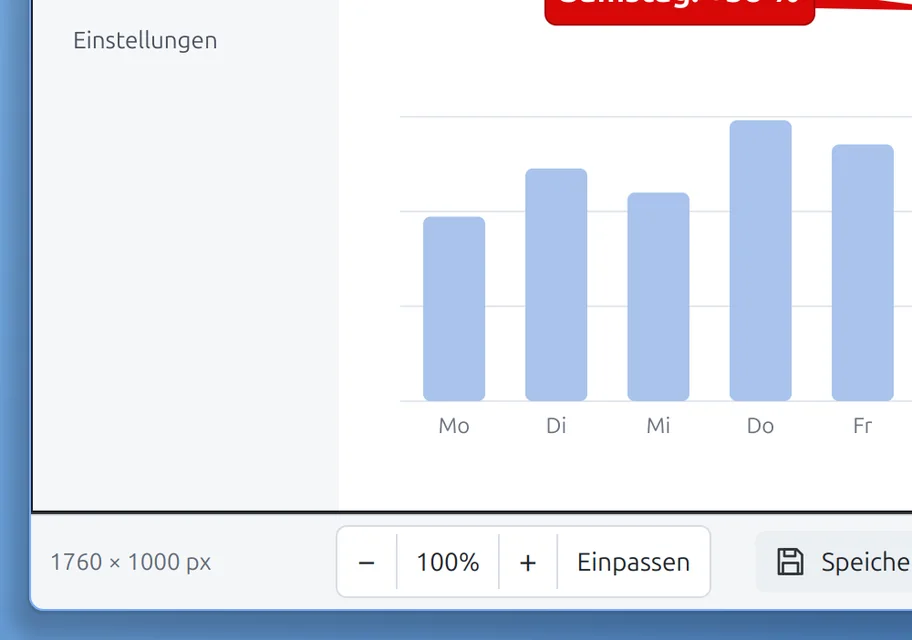 Einstellungen
Mo Di Mi Do Fr
1760 × 1000 px − 100% + Einpassen